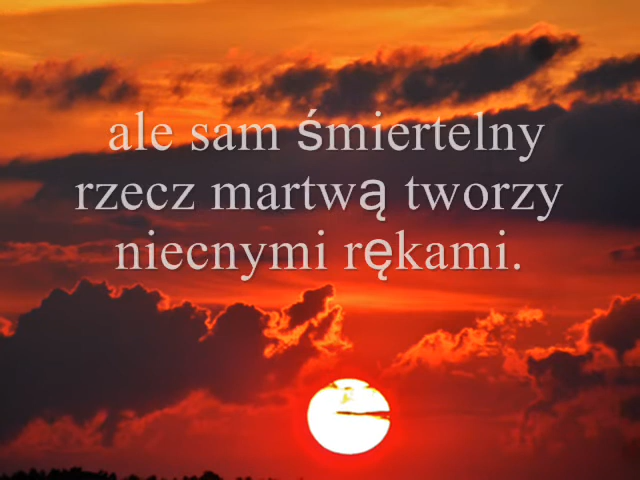 ale sam śmiertelny
rzecz martwą tworzy
niecnymi rękami.